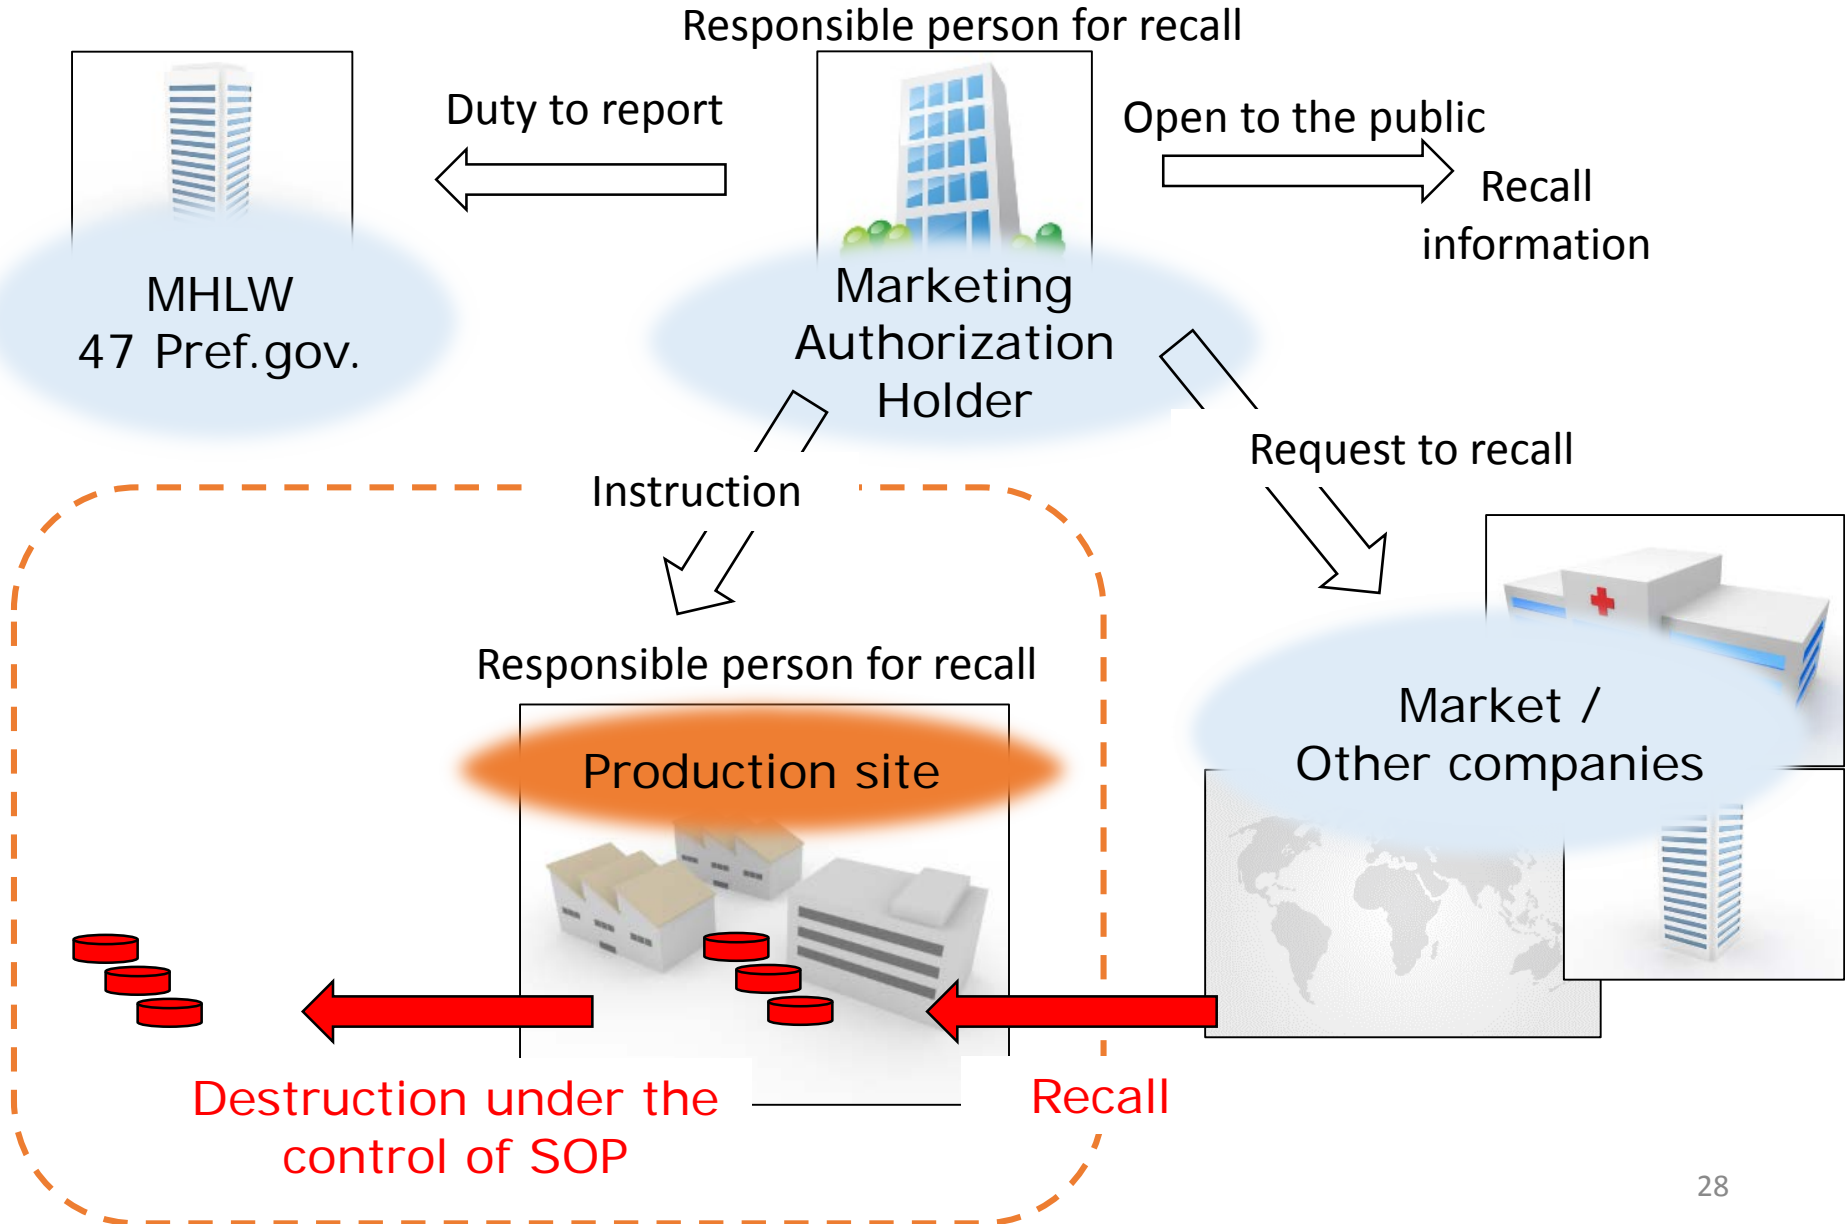 Responsible person for recall
Duty to report
Open to the public
Recall
information
MHLW
47 Pref.gov.
Marketing
Authorization
Holder
Request to recall
Instruction
Responsible person for recall
Production site
Market /
Other companies
Destruction under the
control of SOP
Recall
28